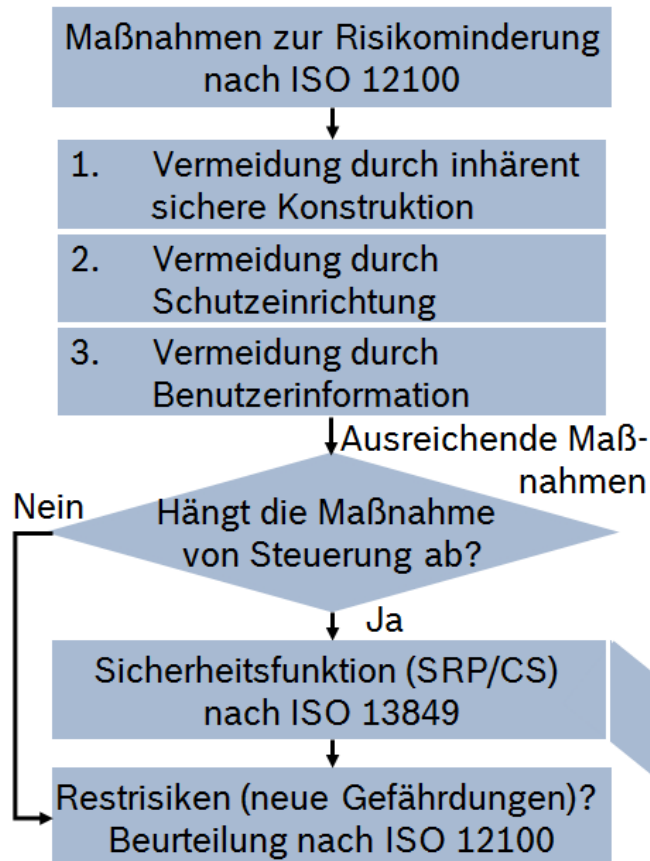 Maßnahmen zur Risikominderung
nach ISO 12100
1. Vermeidung durch inhärent
sichere Konstruktion
2. Vermeidung durch
Schutzeinrichtung
3. Vermeidung durch
Benutzerinformation
Ausreichende Maß-
nahmen
Nein
Hängt die Maßnahme
von Steuerung ab?
Ja
Sicherheitsfunktion (SRP/CS)
nach ISO 13849
Restrisiken (neue Gefährdungen)?
Beurteilung nach ISO 12100